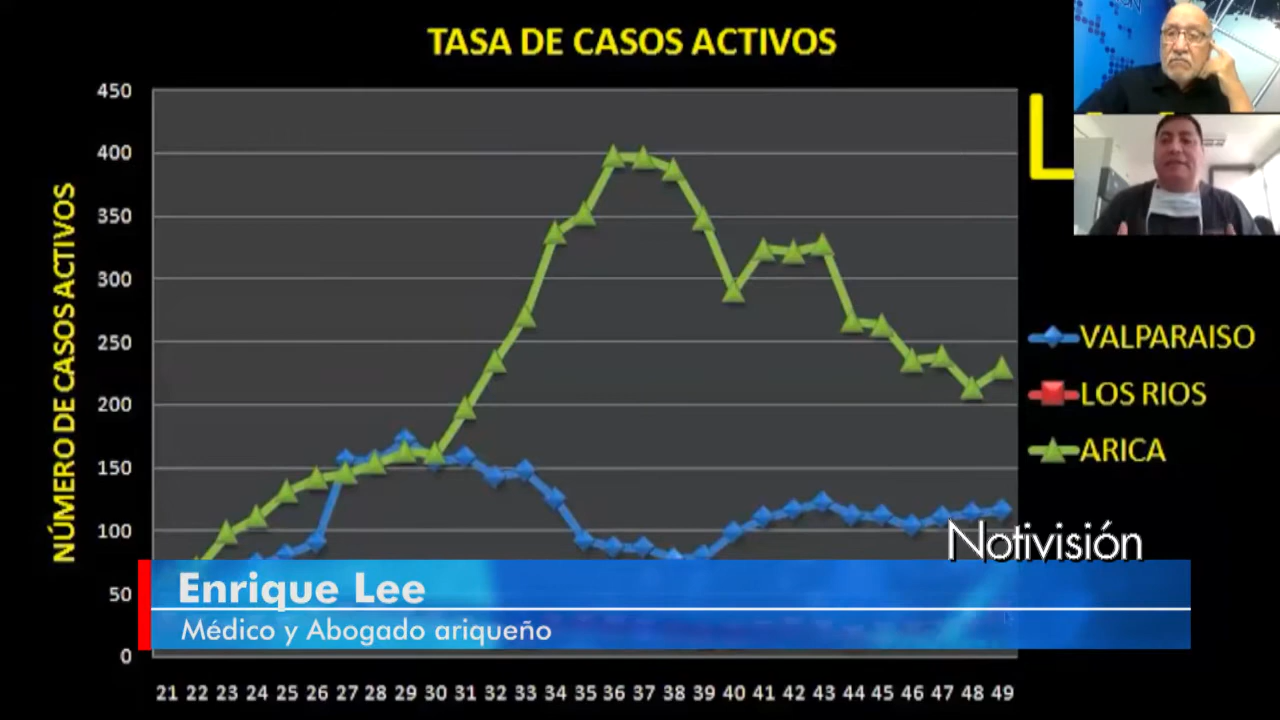 TASA DE CASOS ACTIVOS
NÚMERO DE CASOS ACTIVOS
450
400
350
300
250
200
150
100
50
0
VALPARAISO
LOS RIOS
ARICA
Notivisión
Enrique Lee
Médico y Abogado ariqueño
21 22 23 24 25 26 27 28 29 30 31 32 33 34 35 36 37 38 39 40 41 42 43 44 45 46 47 48 49